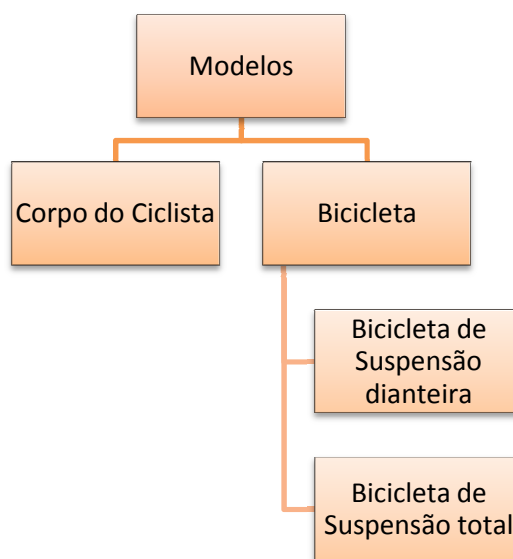 Modelos
Corpo do Ciclista
Bicicleta
Bicicleta de
Suspensão
dianteira
Bicicleta de
Suspensão total